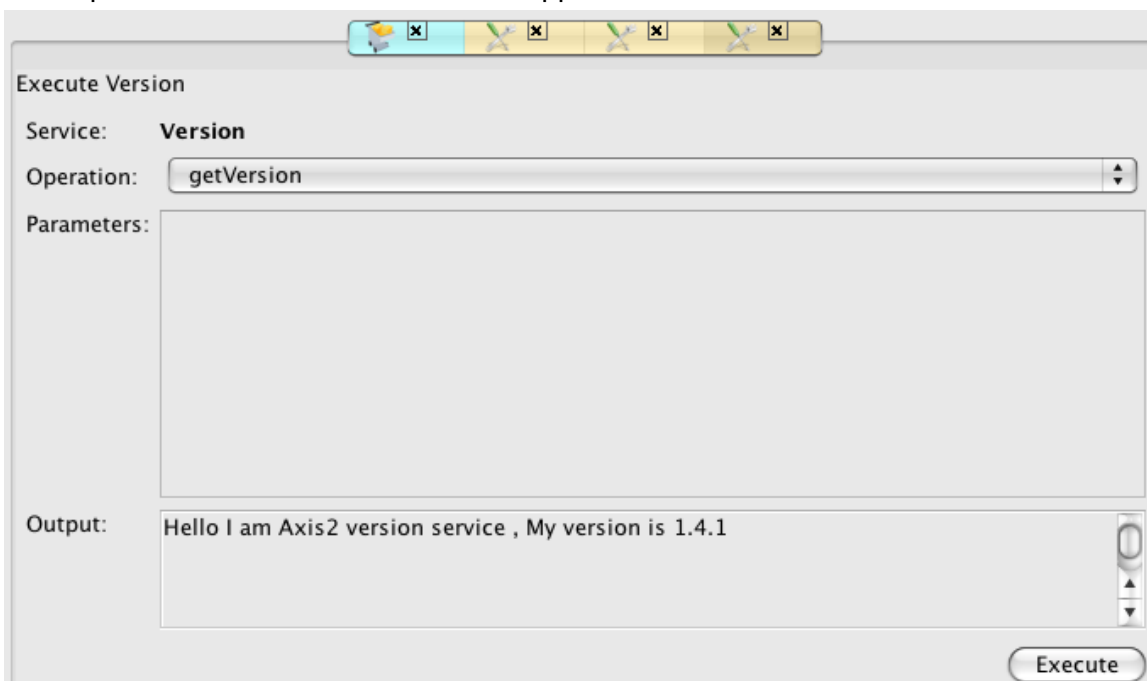 Execute Version
Service: Version
Operation: getVersion
Parameters:
Output: Hello I am Axis2 version service , My version is 1.4.1
Execute